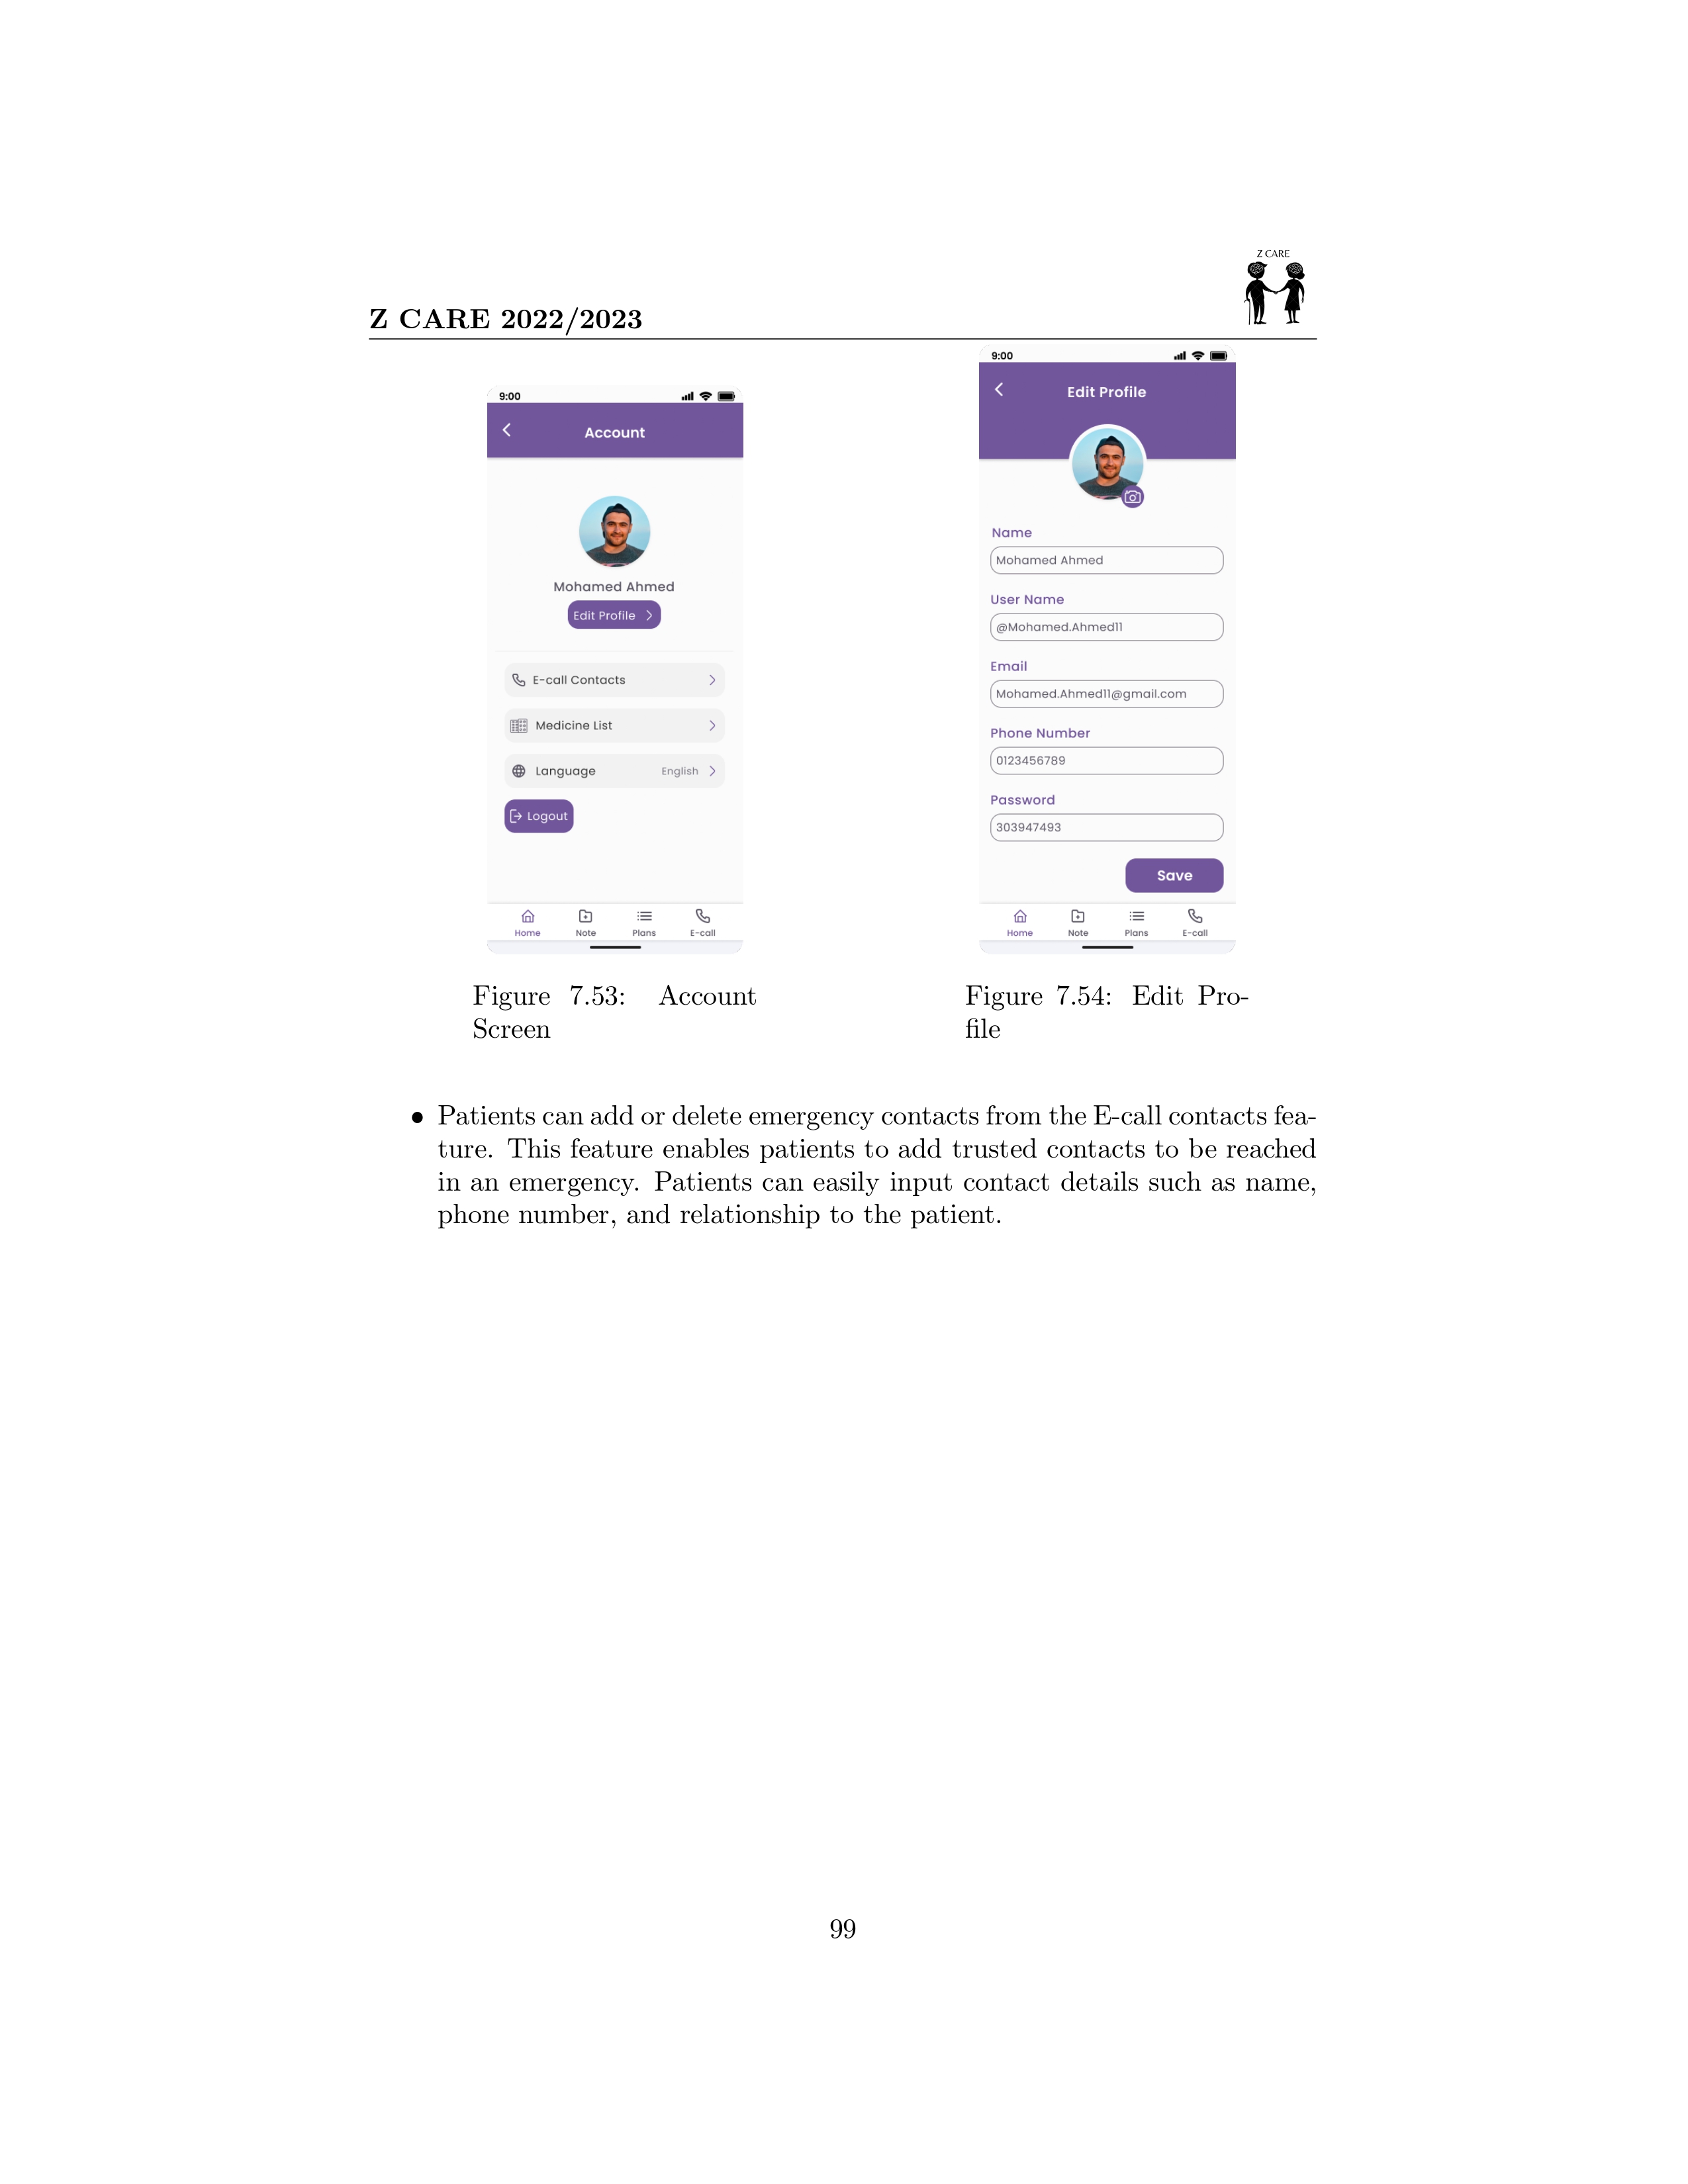 Z CARE
Z CARE 2022/2023
9:00
Account
Mohamed Ahmed
Edit Profile
E-call Contacts
Medicine List
Language English
Logout
Home Note Plans E-call
Figure 7.53: Account
Screen
9:00
Edit Profile
Name
Mohamed Ahmed
User Name
@Mohamed.Ahmed11
Email
Mohamed.Ahmed11@gmail.com
Phone Number
0123456789
Password
303947493
Save
Home Note Plans E-call
Figure 7.54: Edit Pro-
file
• Patients can add or delete emergency contacts from the E-call contacts fea-
ture. This feature enables patients to add trusted contacts to be reached
in an emergency. Patients can easily input contact details such as name,
phone number, and relationship to the patient.
99